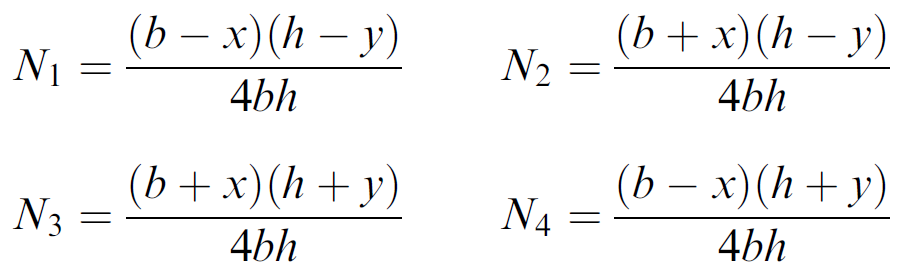 N₁ = (b − x)(h − y) / 4bh    N₂ = (b + x)(h − y) / 4bh
N₃ = (b + x)(h + y) / 4bh    N₄ = (b − x)(h + y) / 4bh